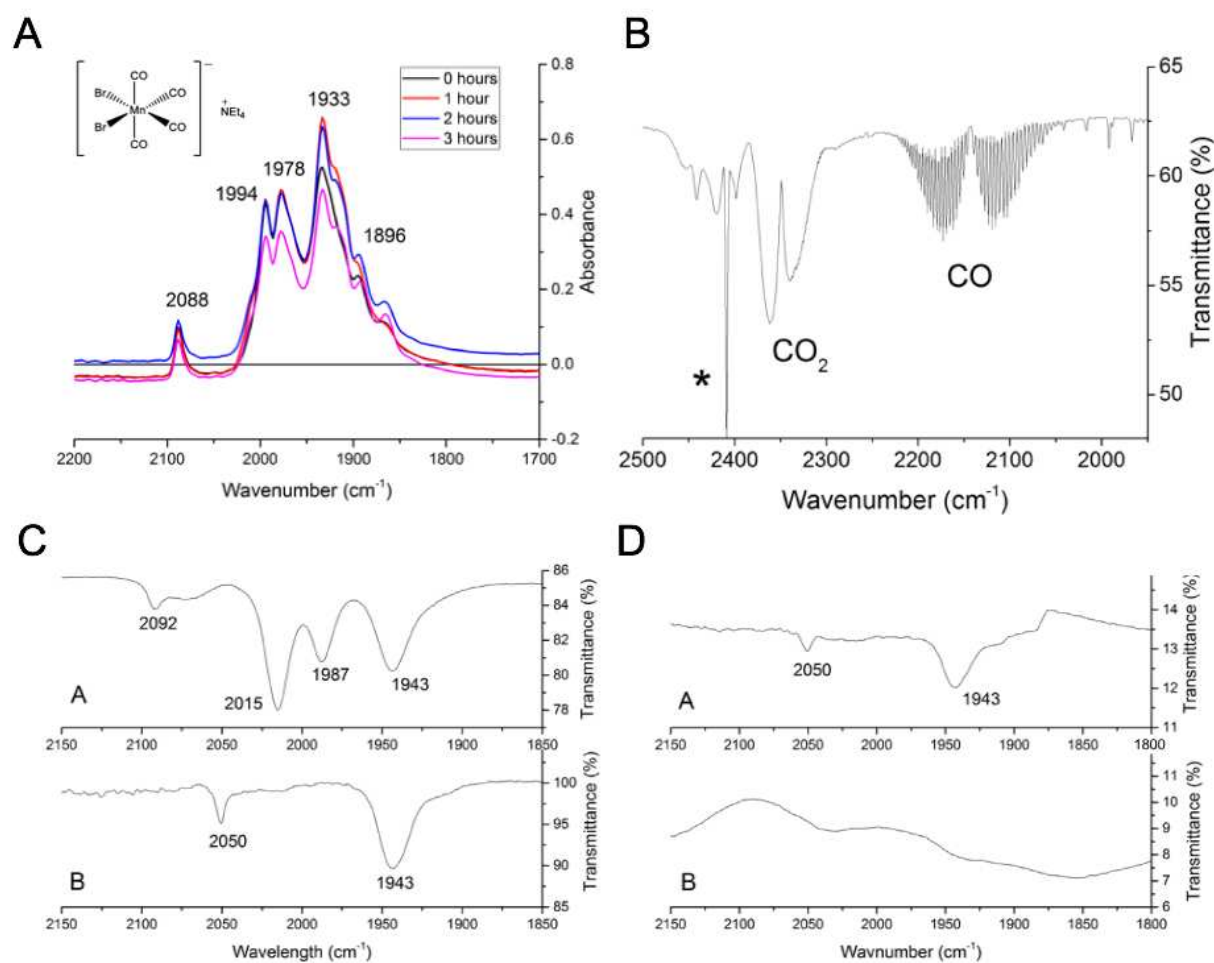 A
CO
Br
CO
Mn
Br
CO
CO
−
+
NEt4
0 hours
1 hour
2 hours
3 hours
1933
1978
1994
1896
2088
0.8
0.6
0.4
0.2
0.0
-0.2
Absorbance
2200 2100 2000 1900 1800 1700
Wavenumber (cm-1)
B
65
60
55
50
Transmittance (%)
CO
CO2
*
2500 2400 2300 2200 2100 2000
Wavenumber (cm-1)
C
86
84
82
80
78
Transmittance (%)
2092
2015
1987
1943
A
2150 2100 2050 2000 1950 1900 1850
100
95
90
85
Transmittance (%)
2050
1943
B
2150 2100 2050 2000 1950 1900 1850
Wavelength (cm-1)
D
14
13
12
11
Transmittance (%)
2050
1943
A
2150 2100 2050 2000 1950 1900 1850 1800
11
10
9
8
7
6
Transmittance (%)
B
2150 2100 2050 2000 1950 1900 1850 1800
Wavnumber (cm-1)